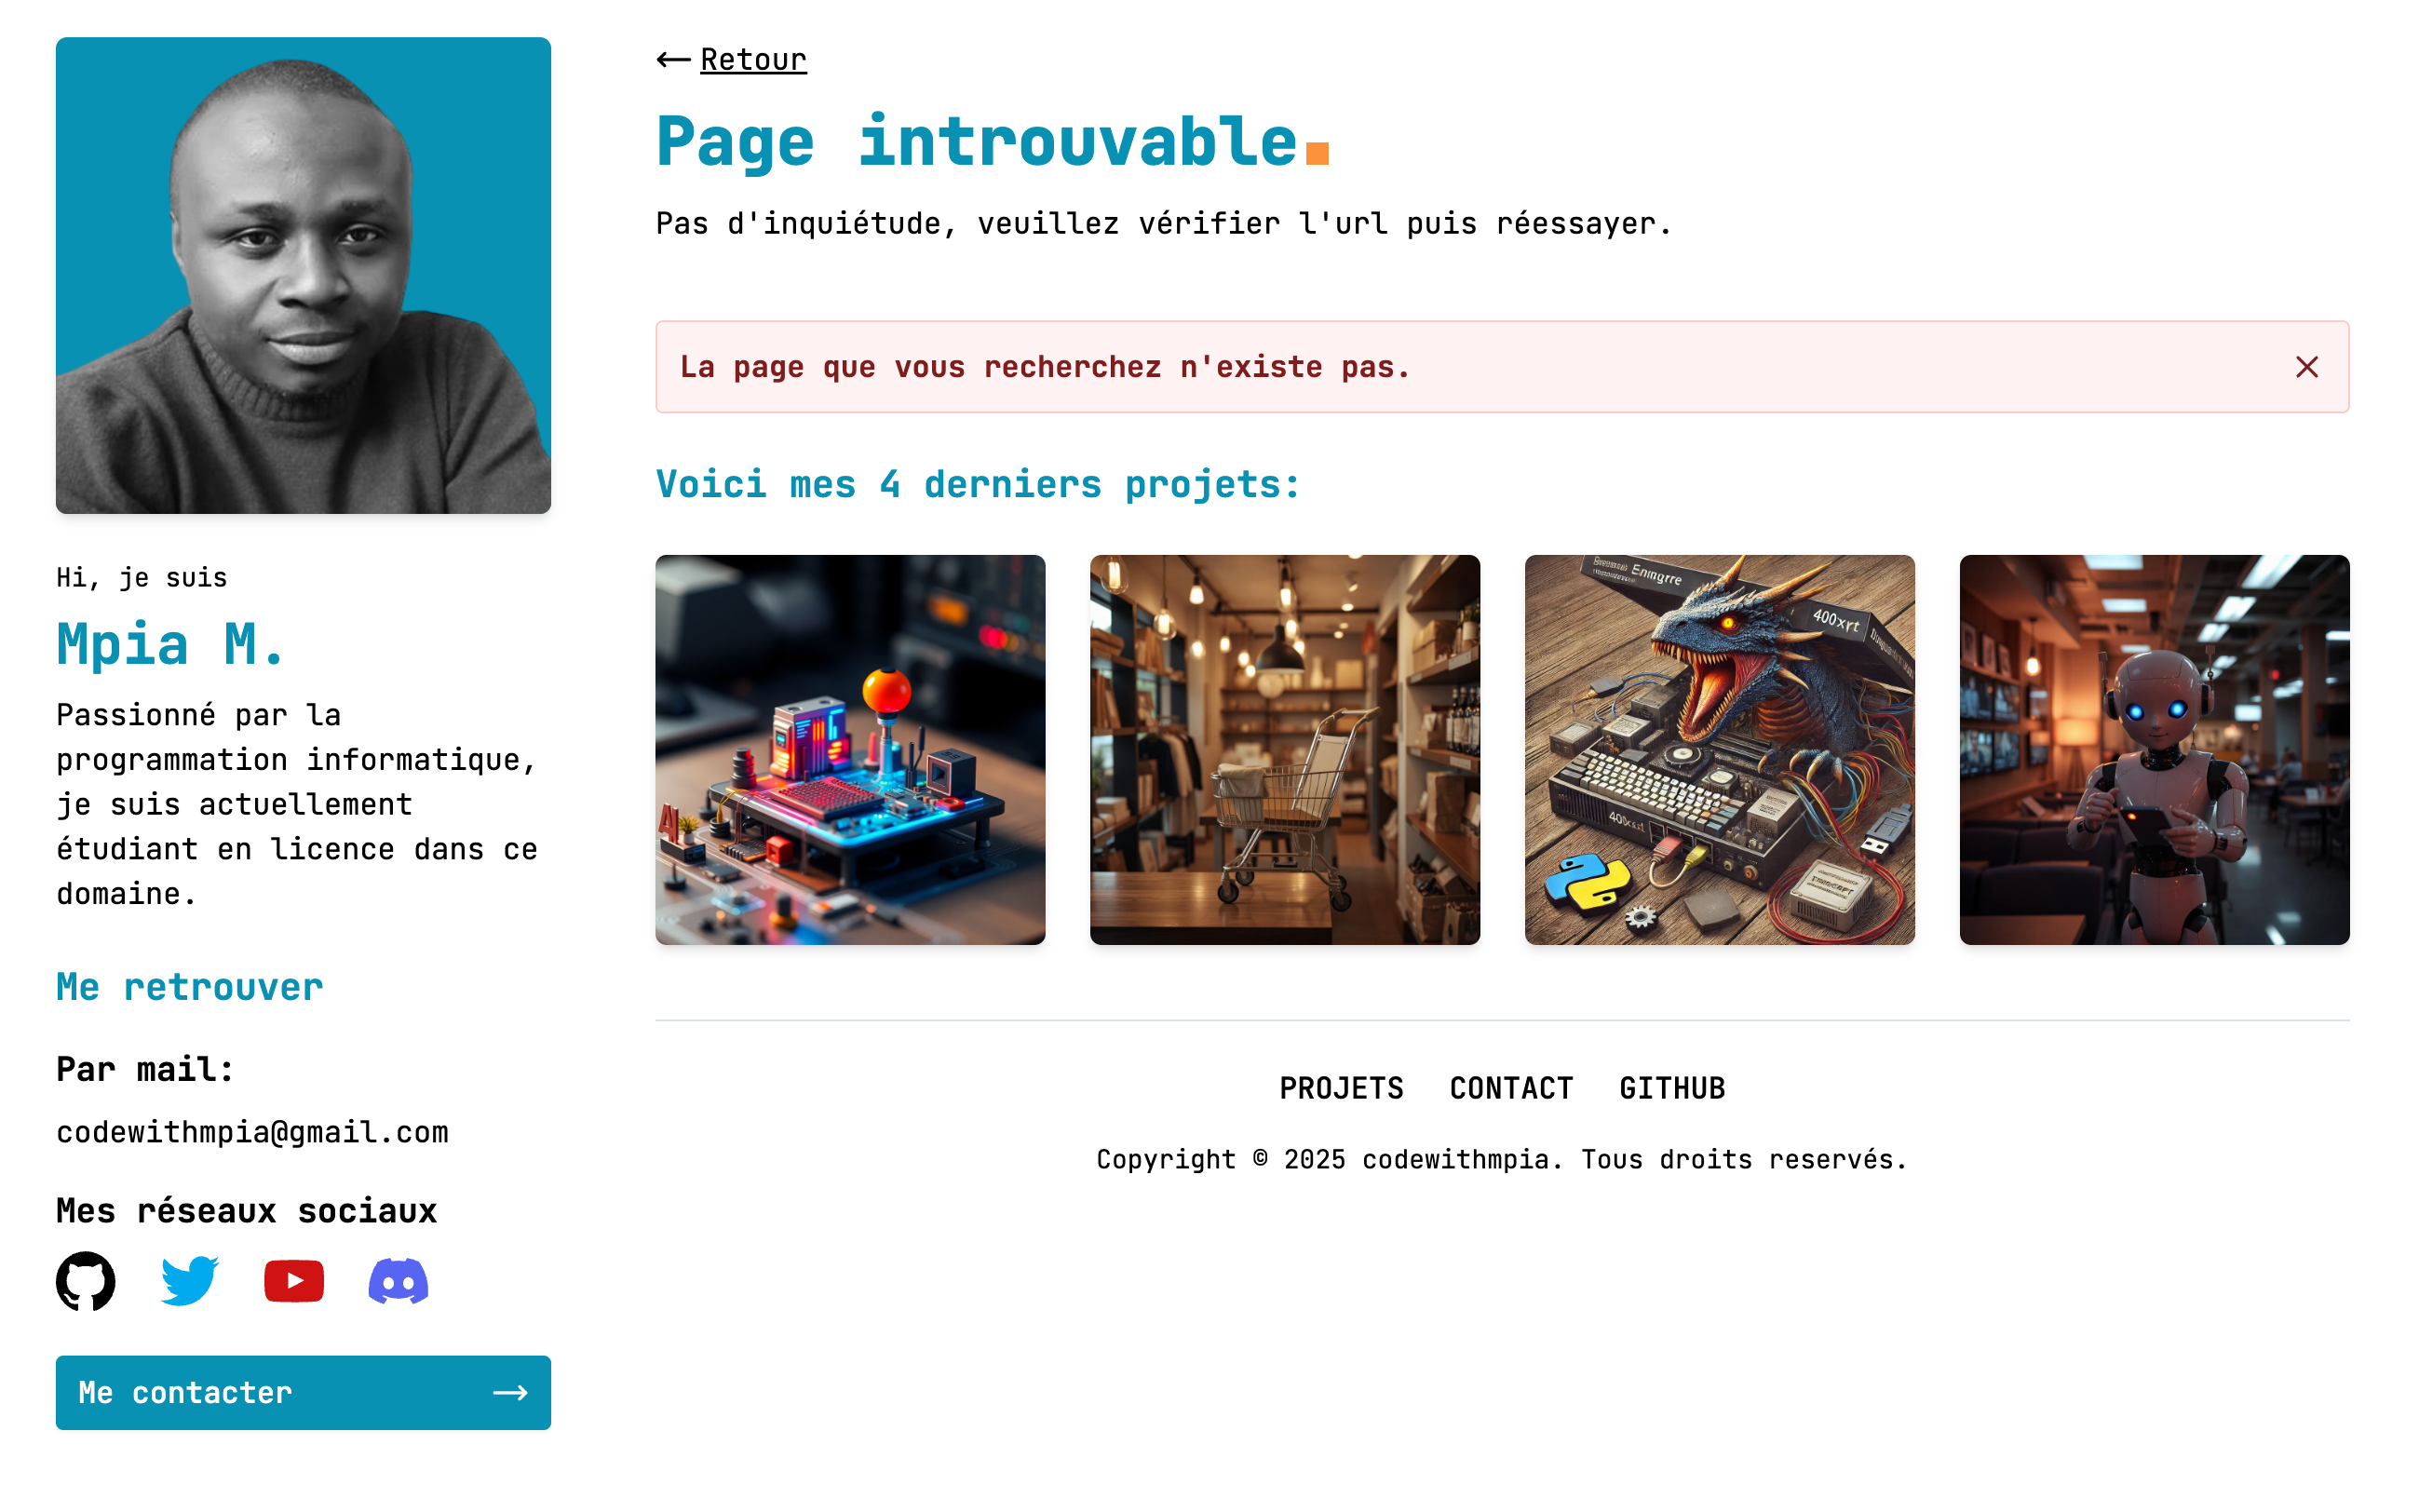 Hi, je suis
Mpia M.
Passionné par la
programmation informatique,
je suis actuellement
étudiant en licence dans ce
domaine.
Me retrouver
Par mail:
codewithmpia@gmail.com
Mes réseaux sociaux
Me contacter
Retour
Page introuvable.
Pas d'inquiétude, veuillez vérifier l'url puis réessayer.
La page que vous recherchez n'existe pas.
Voici mes 4 derniers projets:
AI
400xrt
PROJETS CONTACT GITHUB
Copyright © 2025 codewithmpia. Tous droits reservés.